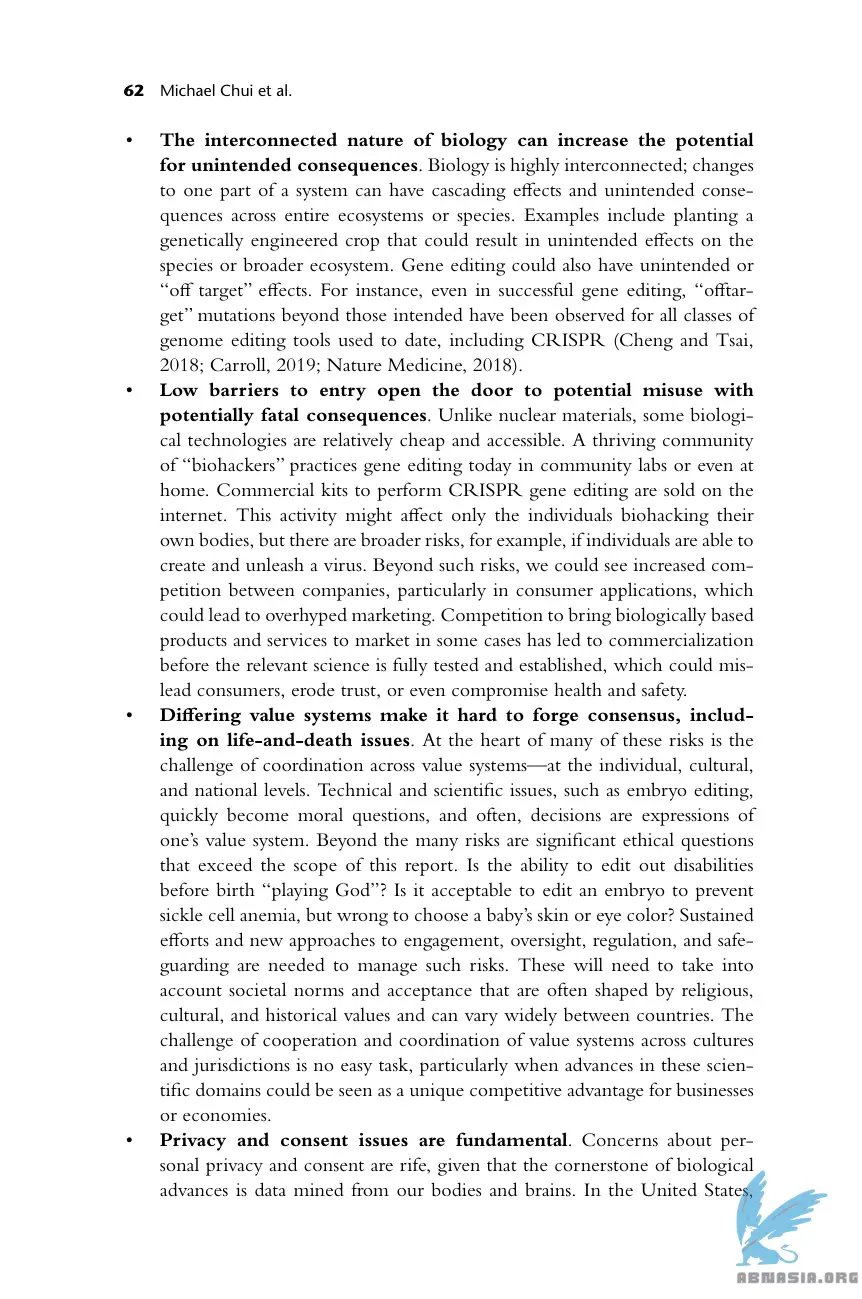 62 Michael Chui et al.
• The interconnected nature of biology can increase the potential
for unintended consequences. Biology is highly interconnected; changes
to one part of a system can have cascading effects and unintended conse-
quences across entire ecosystems or species. Examples include planting a
genetically engineered crop that could result in unintended effects on the
species or broader ecosystem. Gene editing could also have unintended or
“off target” effects. For instance, even in successful gene editing, “offtar-
get” mutations beyond those intended have been observed for all classes of
genome editing tools used to date, including CRISPR (Cheng and Tsai,
2018; Carroll, 2019; Nature Medicine, 2018).
• Low barriers to entry open the door to potential misuse with
potentially fatal consequences. Unlike nuclear materials, some biologi-
cal technologies are relatively cheap and accessible. A thriving community
of “biohackers” practices gene editing today in community labs or even at
home. Commercial kits to perform CRISPR gene editing are sold on the
internet. This activity might affect only the individuals biohacking their
own bodies, but there are broader risks, for example, if individuals are able to
create and unleash a virus. Beyond such risks, we could see increased com-
petition between companies, particularly in consumer applications, which
could lead to overhyped marketing. Competition to bring biologically based
products and services to market in some cases has led to commercialization
before the relevant science is fully tested and established, which could mis-
lead consumers, erode trust, or even compromise health and safety.
• Differing value systems make it hard to forge consensus, includ-
ing on life-and-death issues. At the heart of many of these risks is the
challenge of coordination across value systems—at the individual, cultural,
and national levels. Technical and scientific issues, such as embryo editing,
quickly become moral questions, and often, decisions are expressions of
one’s value system. Beyond the many risks are significant ethical questions
that exceed the scope of this report. Is the ability to edit out disabilities
before birth “playing God”? Is it acceptable to edit an embryo to prevent
sickle cell anemia, but wrong to choose a baby’s skin or eye color? Sustained
efforts and new approaches to engagement, oversight, regulation, and safe-
guarding are needed to manage such risks. These will need to take into
account societal norms and acceptance that are often shaped by religious,
cultural, and historical values and can vary widely between countries. The
challenge of cooperation and coordination of value systems across cultures
and jurisdictions is no easy task, particularly when advances in these scien-
tific domains could be seen as a unique competitive advantage for businesses
or economies.
• Privacy and consent issues are fundamental. Concerns about per-
sonal privacy and consent are rife, given that the cornerstone of biological
advances is data mined from our bodies and brains. In the United States,
ABNASIA.ORG